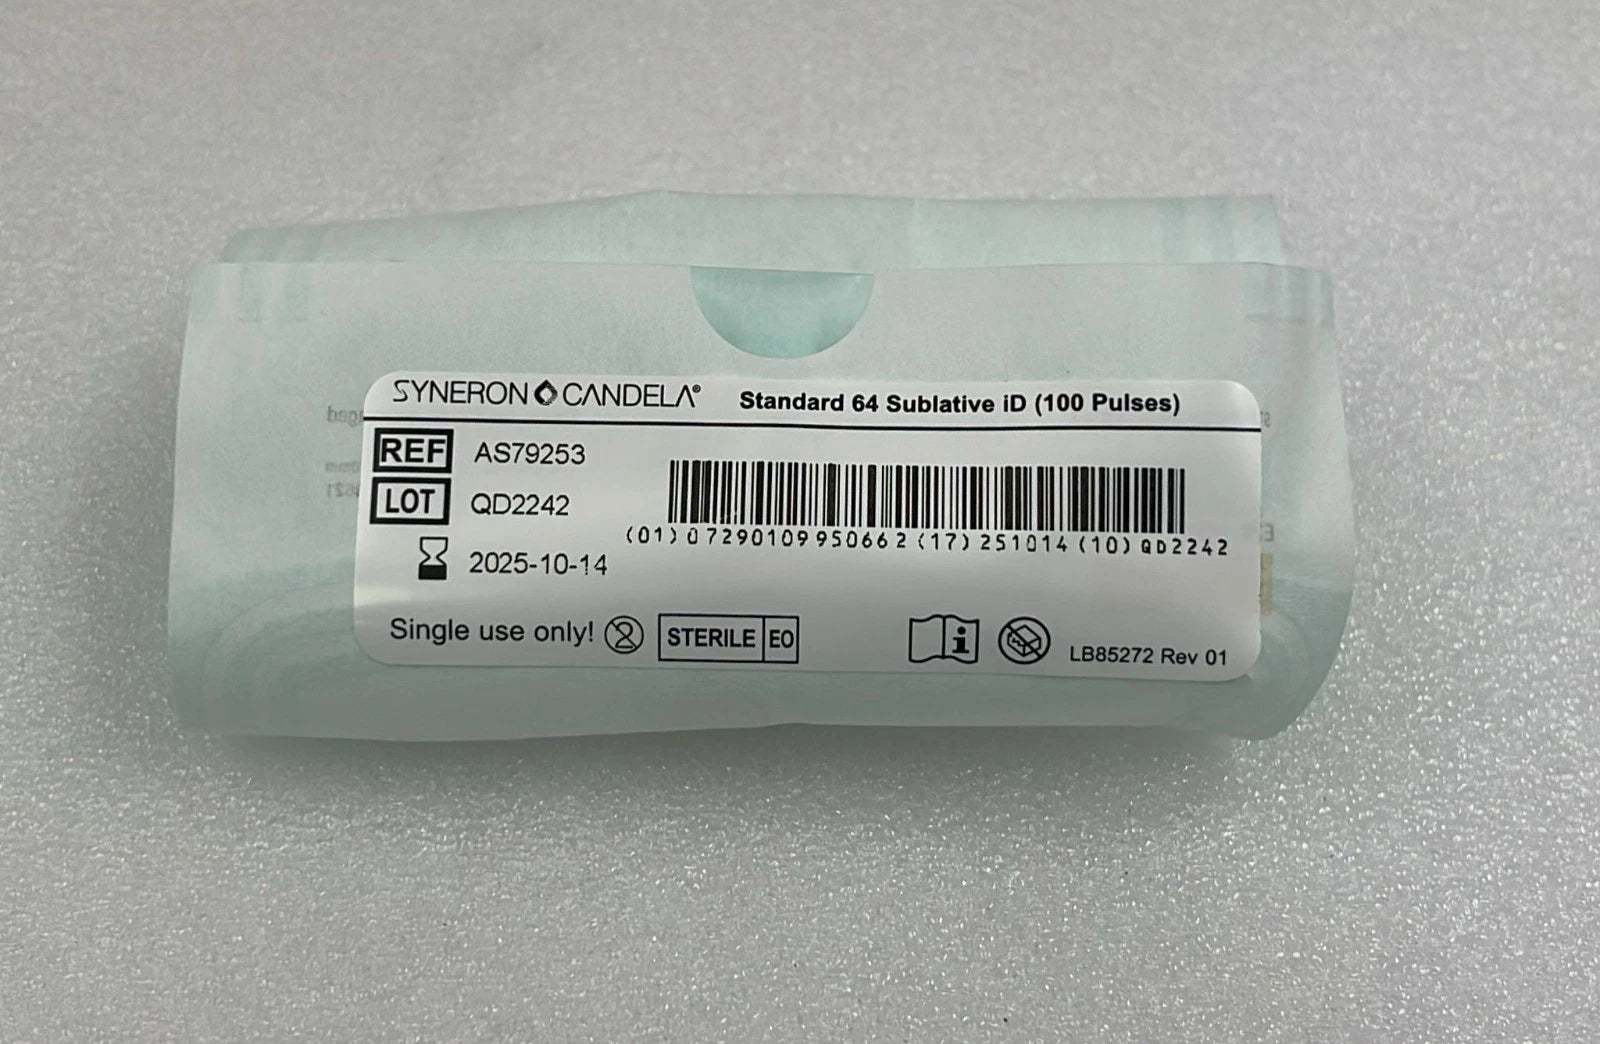 SYNERON CANDELA® Standard 64 Sublative iD (100 Pulses)
REF AS79253
LOT QD2242
2025-10-14
(01)07290109950662(17)251014(10)QD2242
Single use only! 2 STERILE EO i LB85272 Rev 01